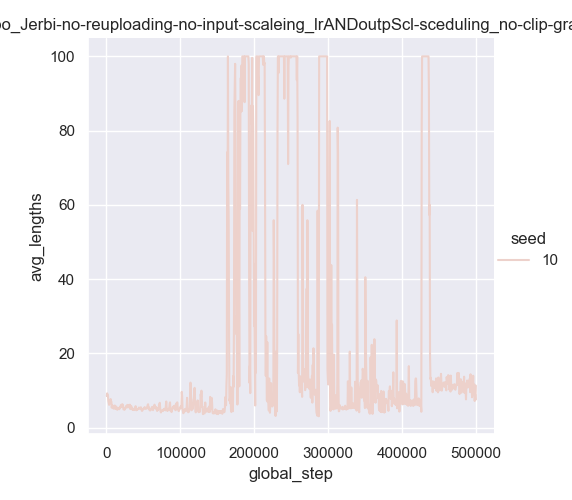 oo_Jerbi-no-reuploading-no-input-scaleing_lrANDoutpScl-sceduling_no-clip-gra
100
80
60
40
20
0
avg_lengths
0 100000 200000 300000 400000 500000
global_step
seed
10